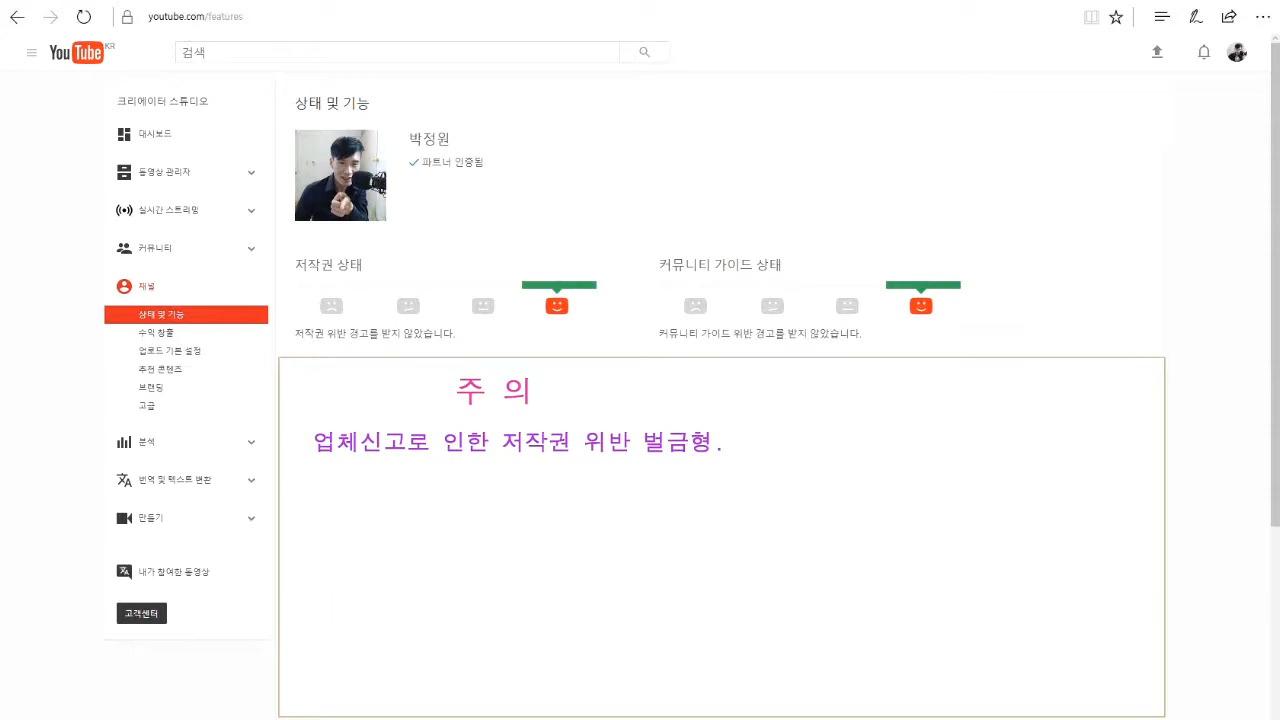 youtube.com/features
YouTube KR
검색
크리에이터 스튜디오
대시보드
동영상 관리자
실시간 스트리밍
커뮤니티
채널
상태 및 기능
수익 창출
업로드 기본 설정
추천 콘텐츠
브랜딩
고급
분석
번역 및 텍스트 변환
만들기
내가 참여한 동영상
고객센터
상태 및 기능
박정원
파트너 인증됨
저작권 상태
저작권 위반 경고를 받지 않았습니다.
커뮤니티 가이드 상태
커뮤니티 가이드 위반 경고를 받지 않았습니다.
주 의
업체신고로 인한 저작권 위반 벌금형.